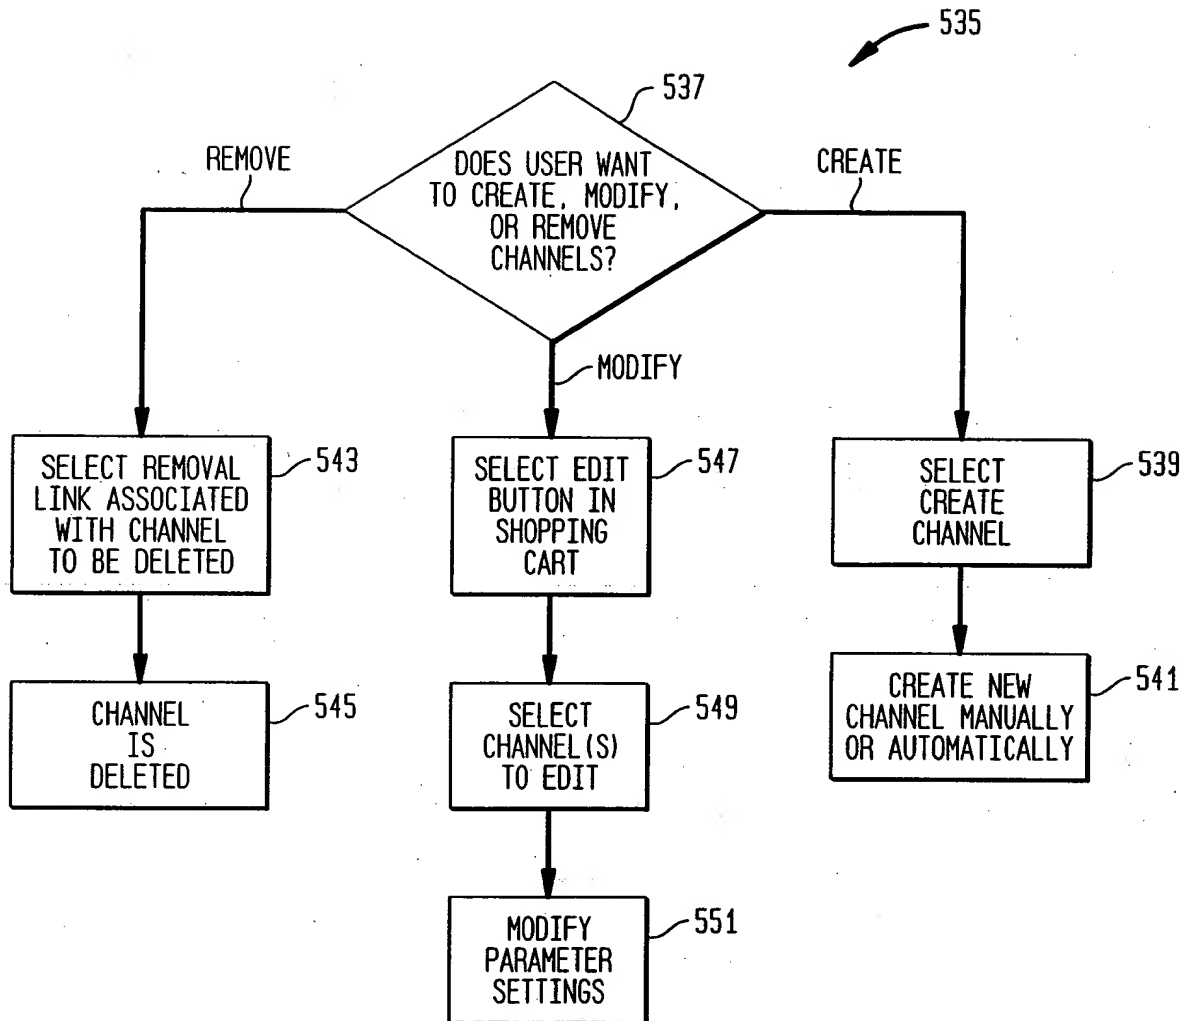 535
537
DOES USER WANT
TO CREATE, MODIFY,
OR REMOVE
CHANNELS?
REMOVE
CREATE
MODIFY
SELECT REMOVAL
LINK ASSOCIATED
WITH CHANNEL
TO BE DELETED
543
SELECT EDIT
BUTTON IN
SHOPPING
CART
547
SELECT
CREATE
CHANNEL
539
CHANNEL
IS
DELETED
545
SELECT
CHANNEL(S)
TO EDIT
549
CREATE NEW
CHANNEL MANUALLY
OR AUTOMATICALLY
541
MODIFY
PARAMETER
SETTINGS
551